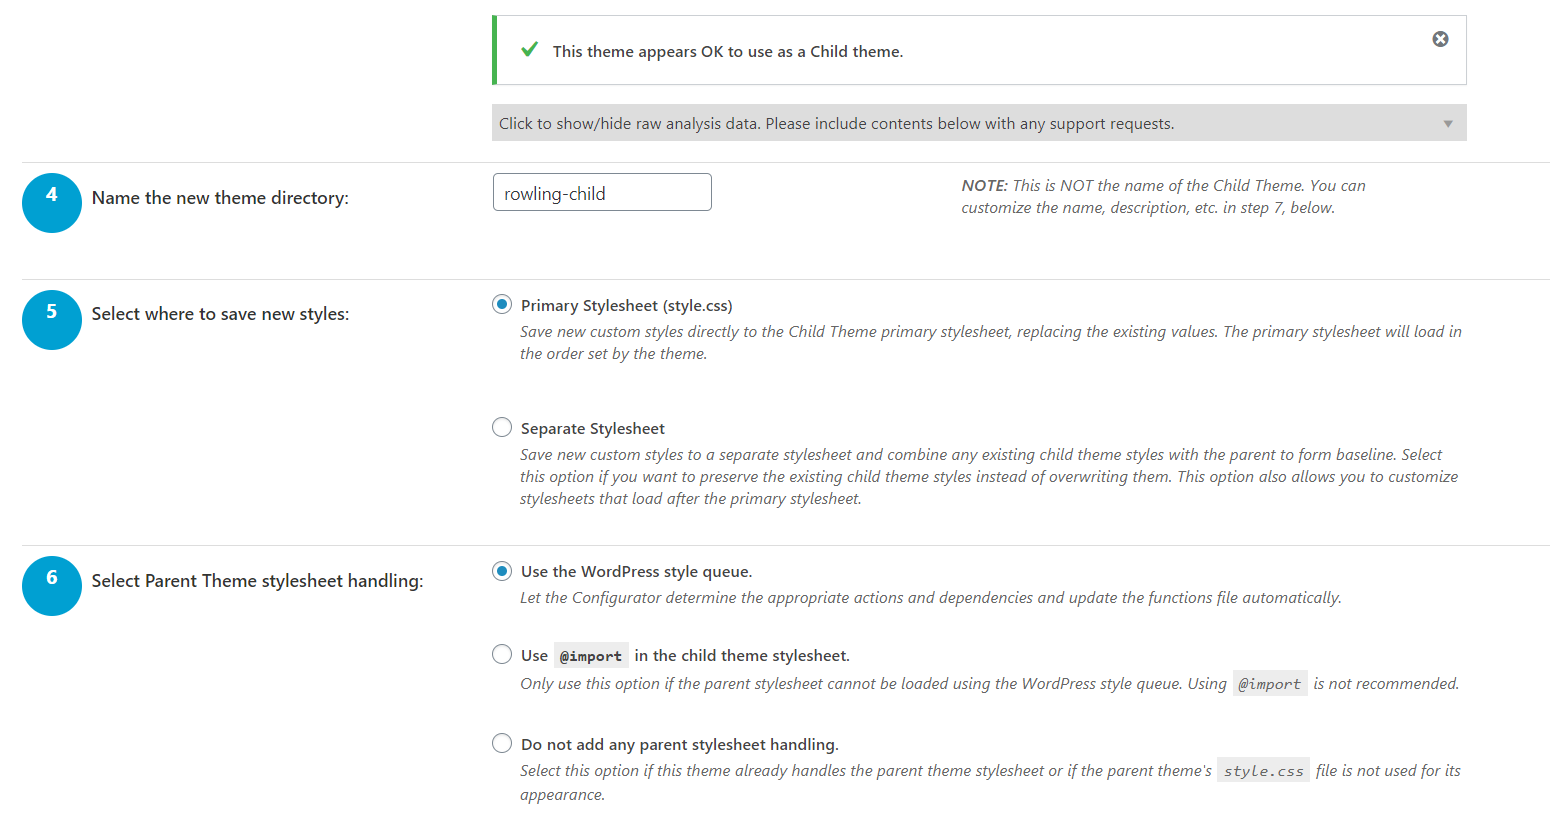 This theme appears OK to use as a Child theme.
Click to show/hide raw analysis data. Please include contents below with any support requests.
4
Name the new theme directory:
rowling-child
NOTE: This is NOT the name of the Child Theme. You can
customize the name, description, etc. in step 7, below.
5
Select where to save new styles:
Primary Stylesheet (style.css)
Save new custom styles directly to the Child Theme primary stylesheet, replacing the existing values. The primary stylesheet will load in
the order set by the theme.
Separate Stylesheet
Save new custom styles to a separate stylesheet and combine any existing child theme styles with the parent to form baseline. Select
this option if you want to preserve the existing child theme styles instead of overwriting them. This option also allows you to customize
stylesheets that load after the primary stylesheet.
6
Select Parent Theme stylesheet handling:
Use the WordPress style queue.
Let the Configurator determine the appropriate actions and dependencies and update the functions file automatically.
Use @import in the child theme stylesheet.
Only use this option if the parent stylesheet cannot be loaded using the WordPress style queue. Using @import is not recommended.
Do not add any parent stylesheet handling.
Select this option if this theme already handles the parent theme stylesheet or if the parent theme's style.css file is not used for its
appearance.